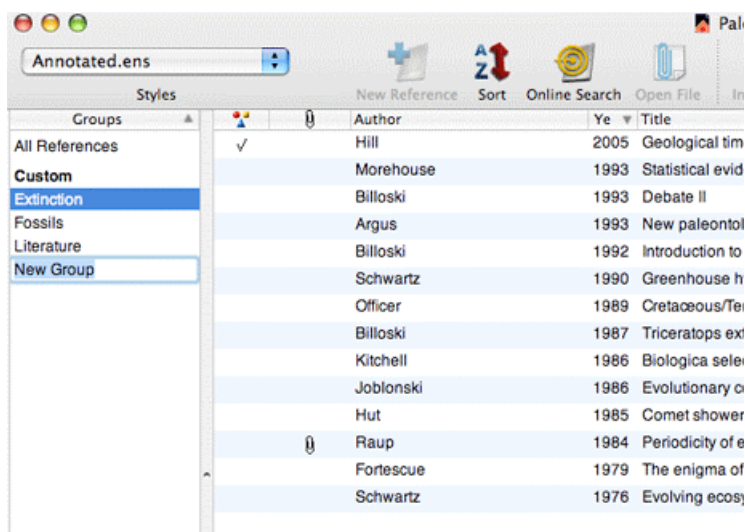 Pale
Annotated.ens
Styles
New Reference
Sort
Online Search
Open File
In
Groups
Author Ye Title
All References
Custom
Extinction
Fossils
Literature
New Group
Hill 2005 Geological tim
Morehouse 1993 Statistical evid
Billoski 1993 Debate II
Argus 1993 New paleontol
Billoski 1992 Introduction to
Schwartz 1990 Greenhouse h
Officer 1989 Cretaceous/Ter
Billoski 1987 Triceratops ext
Kitchell 1986 Biologica selec
Joblonski 1986 Evolutionary c
Hut 1985 Comet shower
Raup 1984 Periodicity of e
Fortescue 1979 The enigma of
Schwartz 1976 Evolving ecosy